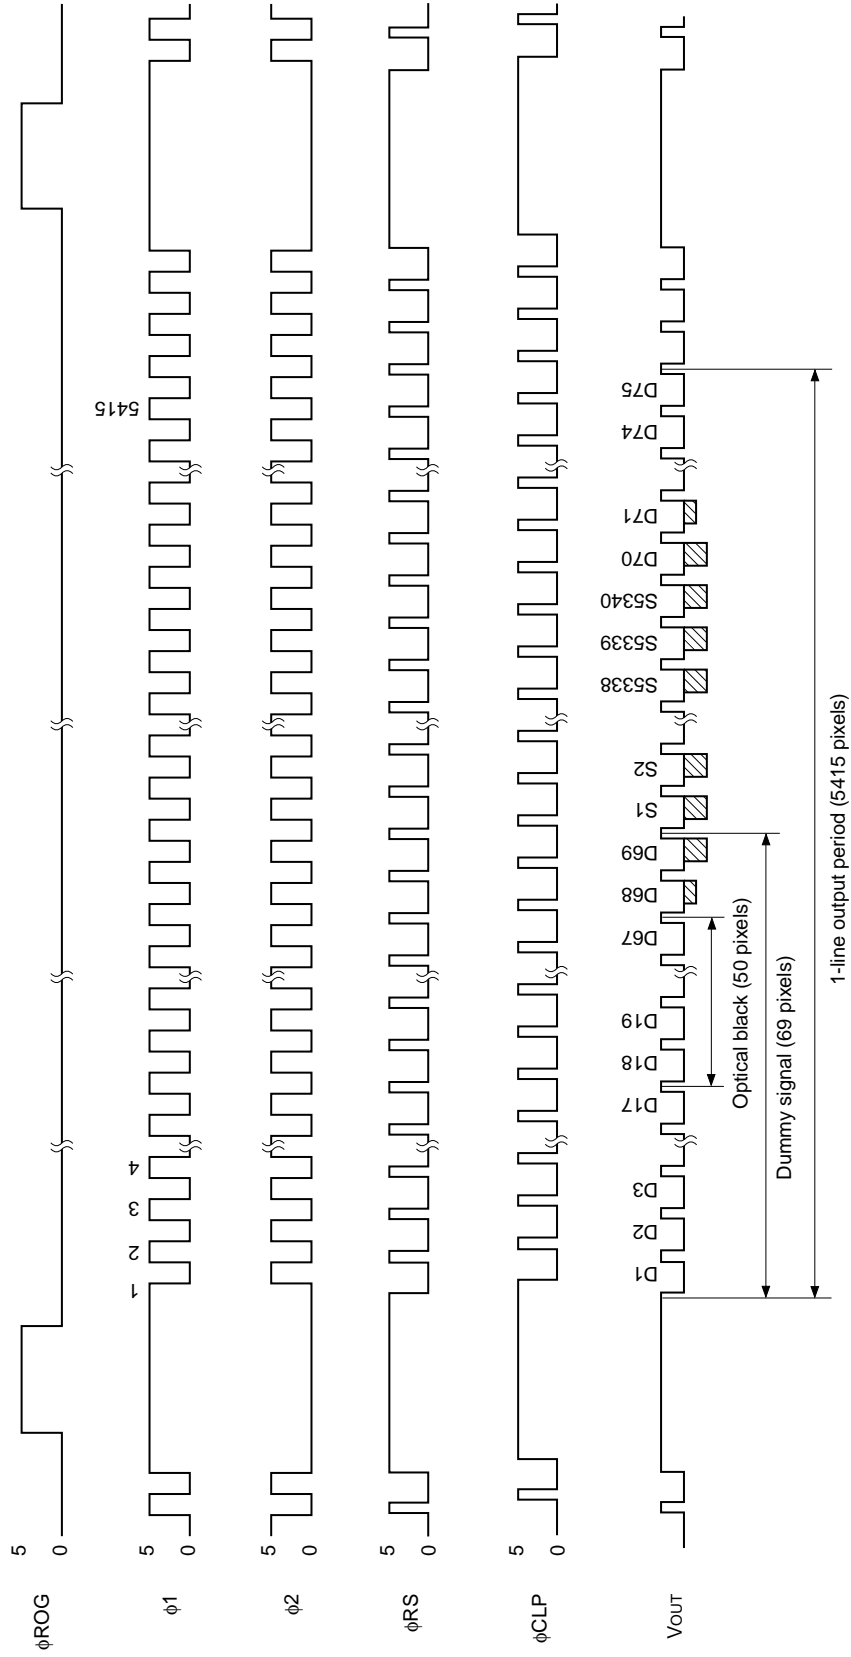 φROG
5
0
φ1
5
0
1
2
3
4
5415
φ2
5
0
φRS
5
0
φCLP
5
0
VOUT
D1
D2
D3
D17
D18
D19
D67
D68
D69
S1
S2
S5338
S5339
S5340
D70
D71
D74
D75
Optical black (50 pixels)
Dummy signal (69 pixels)
1-line output period (5415 pixels)